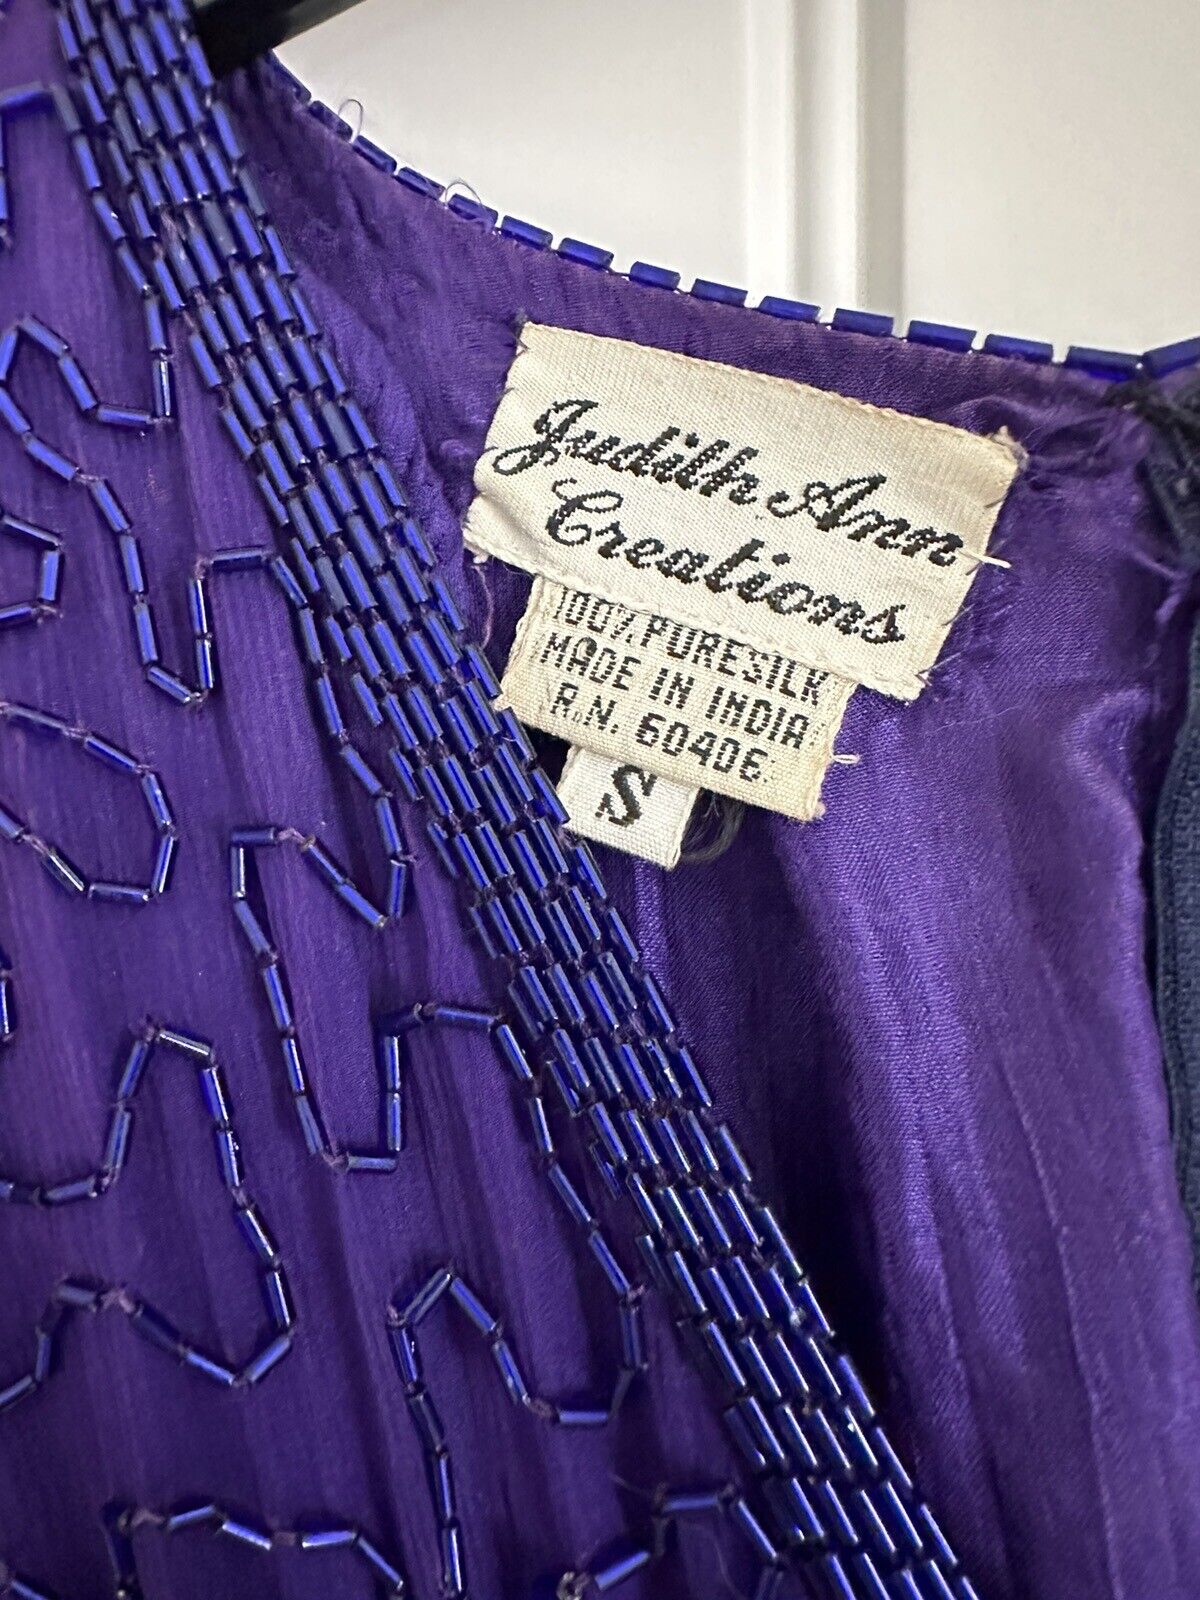 Judith Ann
Creations
100% PURE SILK
MADE IN INDIA
R.N. 60406
S